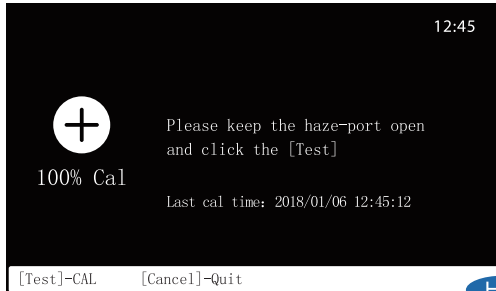 12:45
Please keep the haze-port open
and click the [Test]
100% Cal
Last cal time: 2018/01/06 12:45:12
[Test]-CAL [Cancel]-Quit